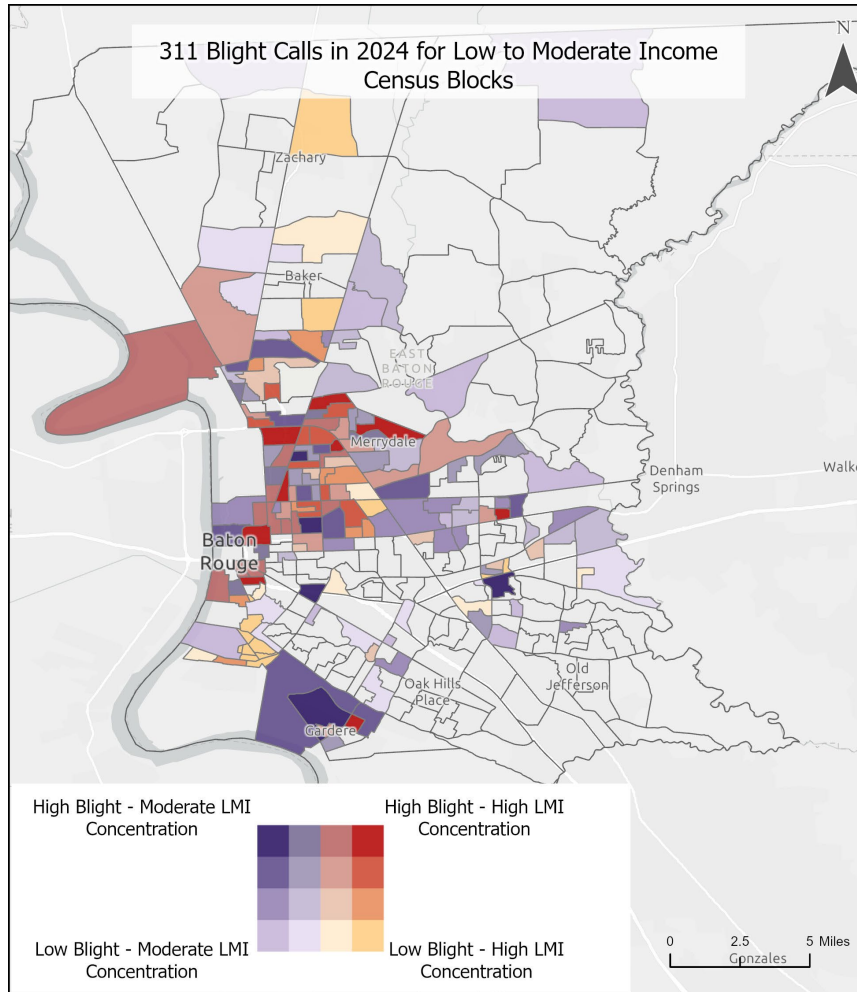 311 Blight Calls in 2024 for Low to Moderate Income
Census Blocks
N
Zachary
Baker
EAST
BATON
ROUGE
Merrydale
Denham
Springs
Walke
Baton
Rouge
Old
Jefferson
Oak Hills
Place
Gardere
High Blight - Moderate LMI
Concentration
High Blight - High LMI
Concentration
Low Blight - Moderate LMI
Concentration
Low Blight - High LMI
Concentration
0 2.5 5 Miles
Gonzales